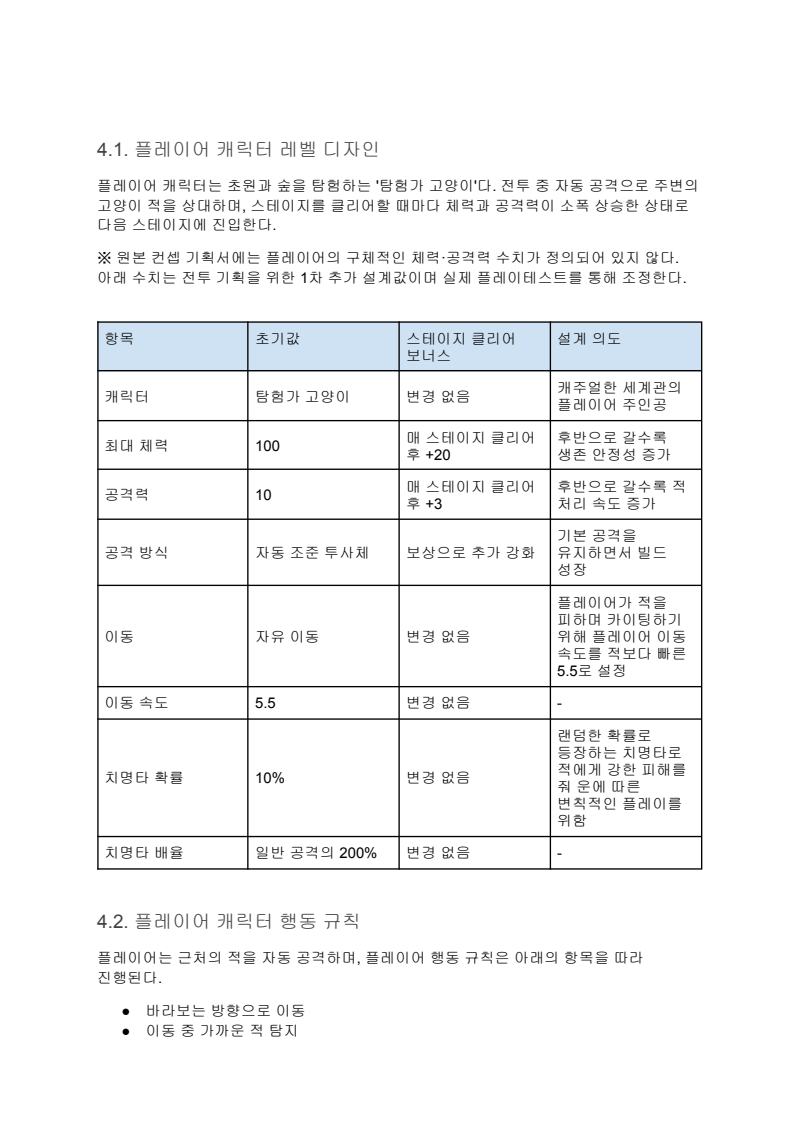 4.1. 플레이어 캐릭터 레벨 디자인
플레이어 캐릭터는 초원과 숲을 탐험하는 '탐험가 고양이'다. 전투 중 자동 공격으로 주변의
고양이 적을 상대하며, 스테이지를 클리어할 때마다 체력과 공격력이 소폭 상승한 상태로
다음 스테이지에 진입한다.
※ 원본 컨셉 기획서에는 플레이어의 구체적인 체력·공격력 수치가 정의되어 있지 않다.
아래 수치는 전투 기획을 위한 1차 추가 설계값이며 실제 플레이테스트를 통해 조정한다.
항목
초기값
스테이지 클리어
보너스
설계 의도
캐릭터
탐험가 고양이
변경 없음
캐주얼한 세계관의
플레이어 주인공
최대 체력
100
매 스테이지 클리어
후 +20
후반으로 갈수록
생존 안정성 증가
공격력
10
매 스테이지 클리어
후 +3
후반으로 갈수록 적
처리 속도 증가
공격 방식
자동 조준 투사체
보상으로 추가 강화
기본 공격을
유지하면서 빌드
성장
이동
자유 이동
변경 없음
플레이어가 적을
피하며 카이팅하기
위해 플레이어 이동
속도를 적보다 빠른
5.5로 설정
이동 속도
5.5
변경 없음
-
치명타 확률
10%
변경 없음
랜덤한 확률로
등장하는 치명타로
적에게 강한 피해를
줘 운에 따른
변칙적인 플레이를
위함
치명타 배율
일반 공격의 200%
변경 없음
-
4.2. 플레이어 캐릭터 행동 규칙
플레이어는 근처의 적을 자동 공격하며, 플레이어 행동 규칙은 아래의 항목을 따라
진행된다.
● 바라보는 방향으로 이동
● 이동 중 가까운 적 탐지